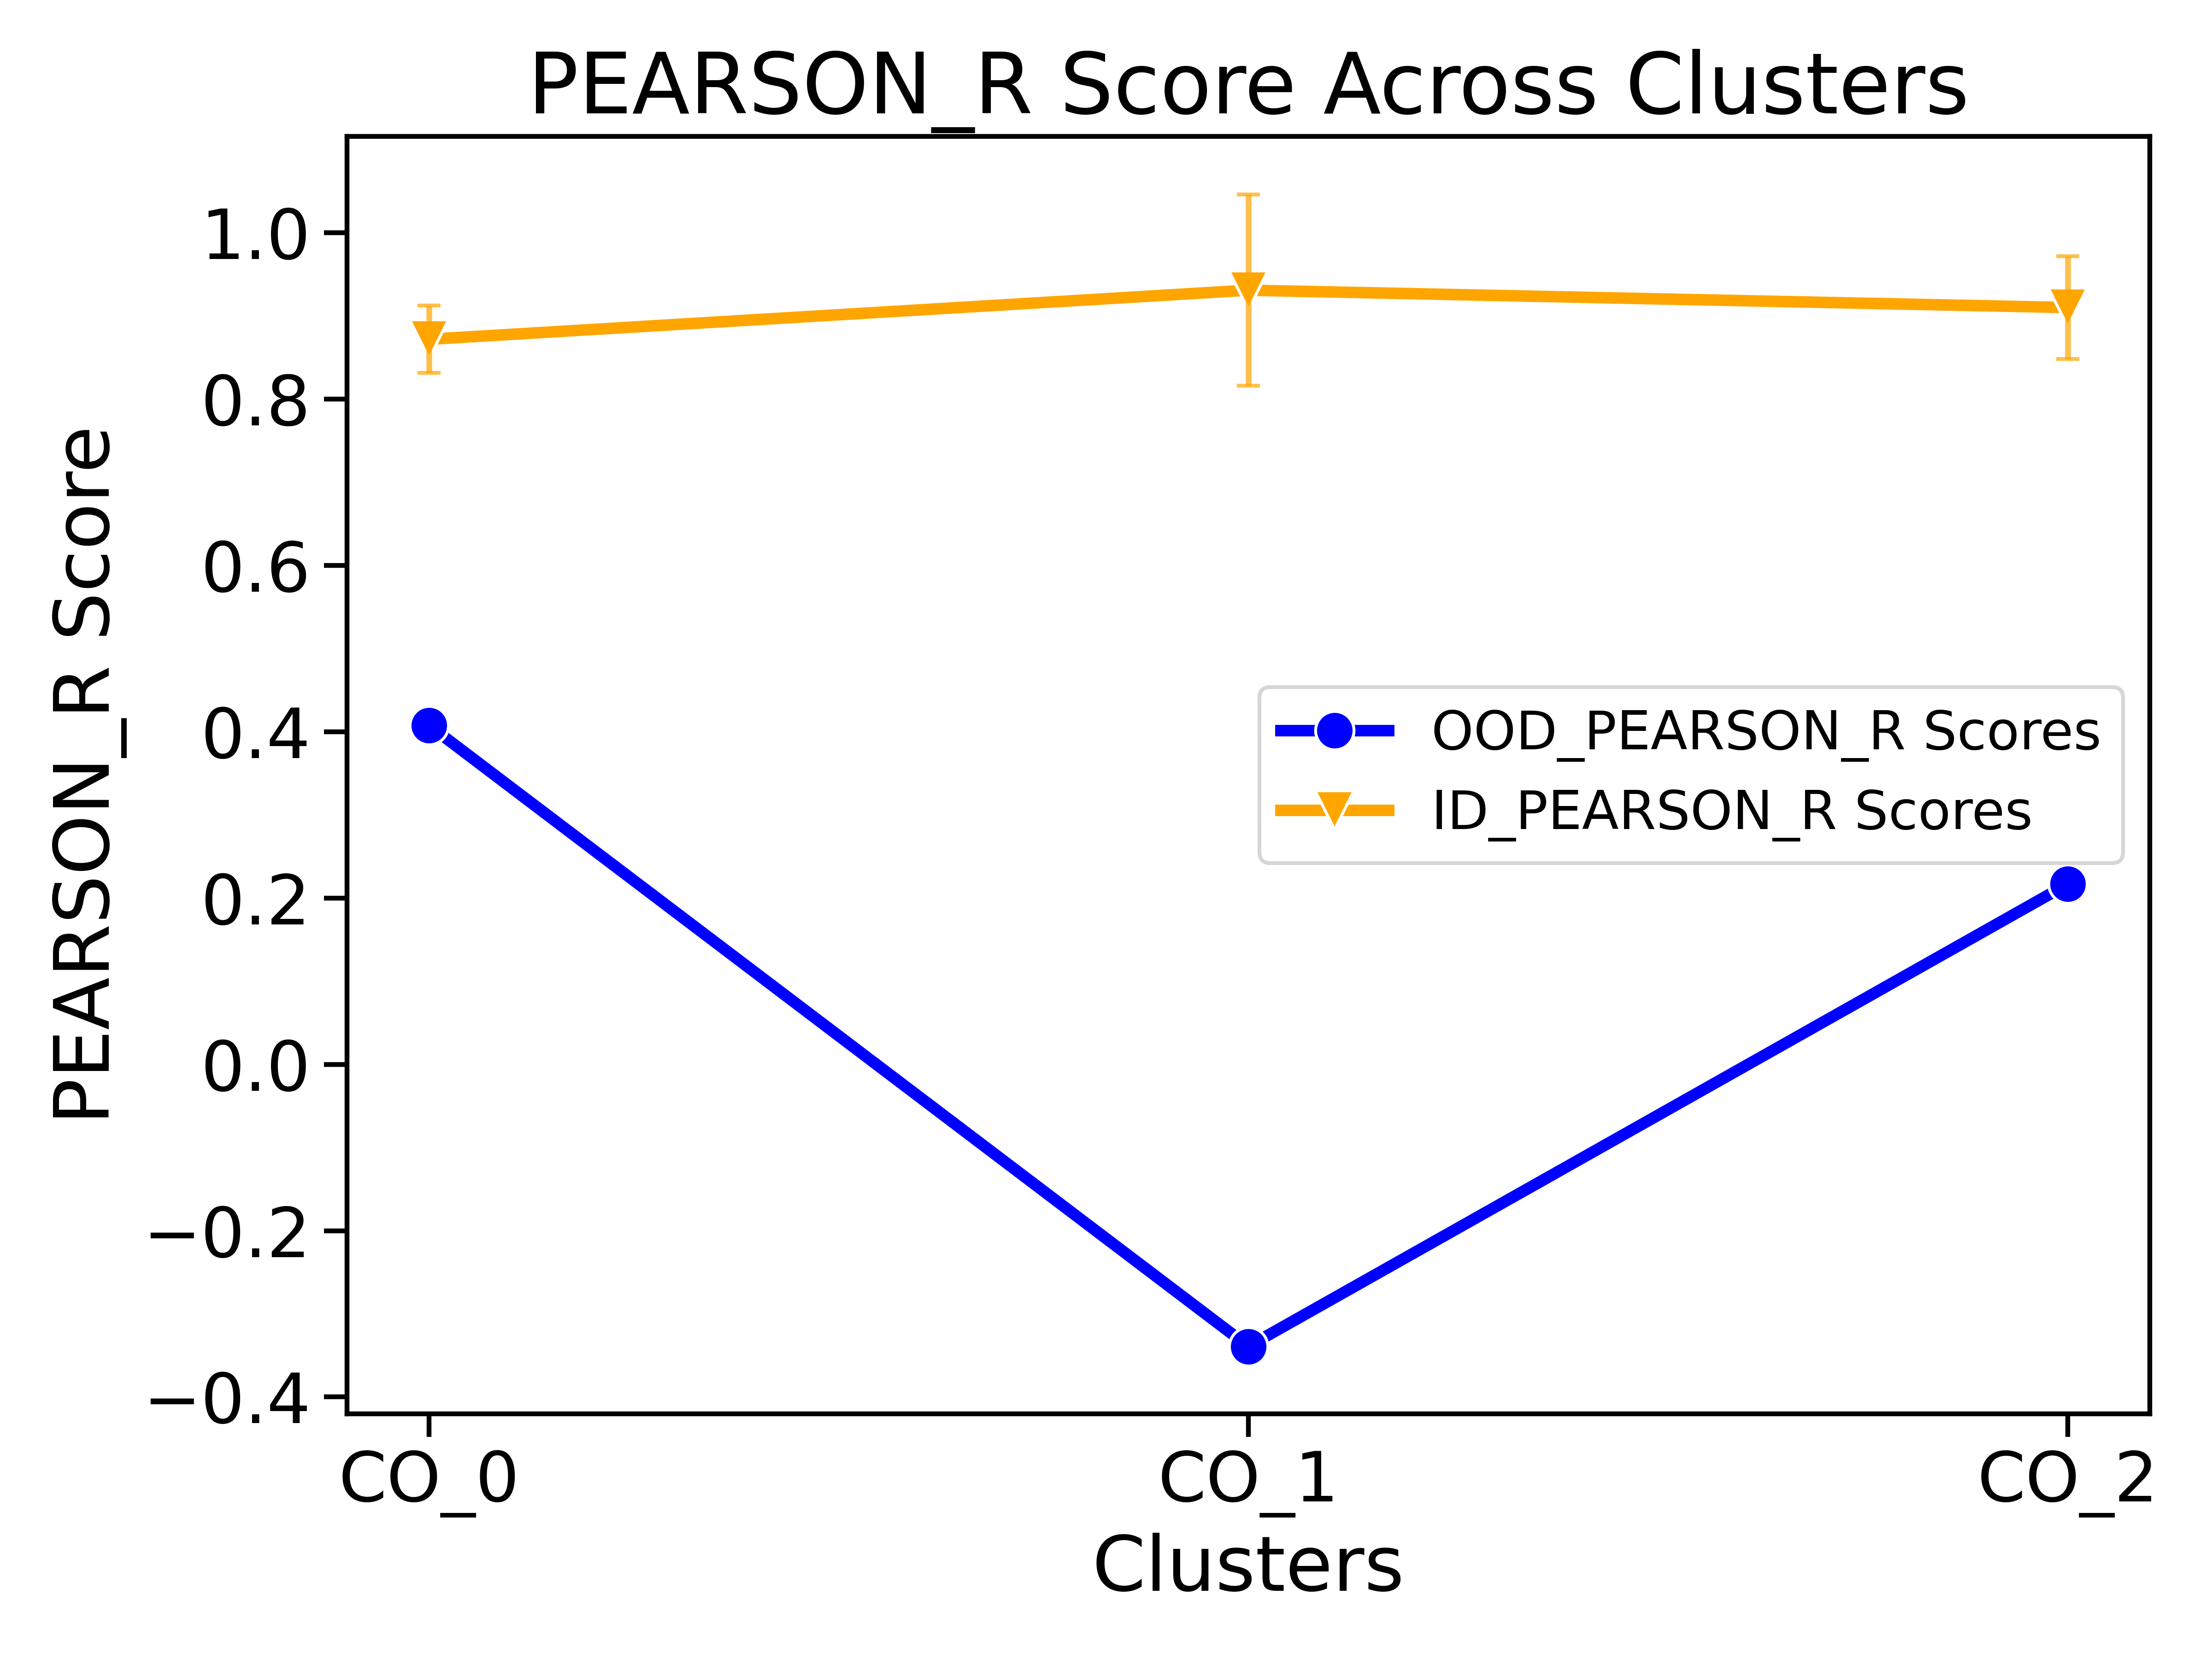 PEARSON_R Score Across Clusters
PEARSON_R Score
1.0
0.8
0.6
0.4
0.2
0.0
−0.2
−0.4
OOD_PEARSON_R Scores
ID_PEARSON_R Scores
CO_0 CO_1 CO_2
Clusters